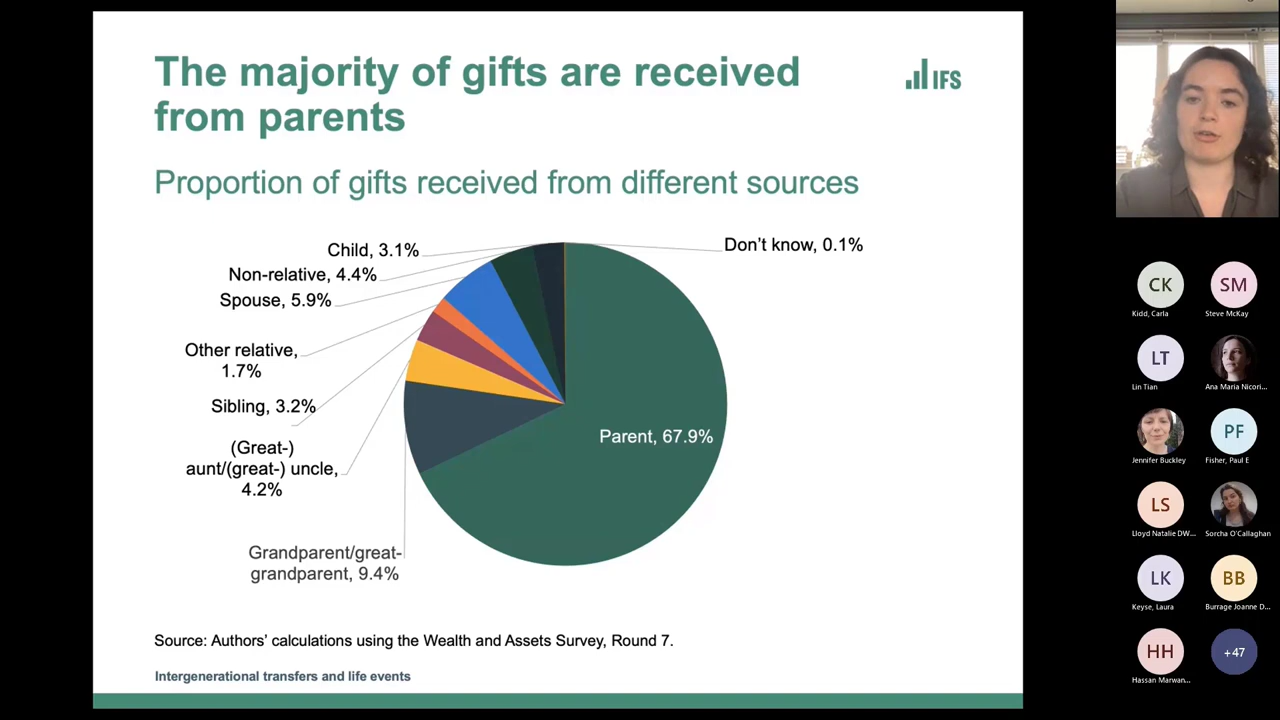 The majority of gifts are received
from parents
IFS
Proportion of gifts received from different sources
Child, 3.1%
Don't know, 0.1%
Non-relative, 4.4%
Spouse, 5.9%
Other relative,
1.7%
Sibling, 3.2%
(Great-)
aunt/(great-) uncle,
4.2%
Parent, 67.9%
Grandparent/great-
grandparent, 9.4%
Source: Authors' calculations using the Wealth and Assets Survey, Round 7.
Intergenerational transfers and life events
CK
SM
Kidd, Carla
Steve McKay
LT
Lin Tian
Ana Maria Nicori...
PF
Jennifer Buckley
Fisher, Paul E
LS
Lloyd Natalie DW...
Sorcha O'Callaghan
LK
BB
Keyse, Laura
Burrage Joanne D...
HH
+47
Hassan Marwan...